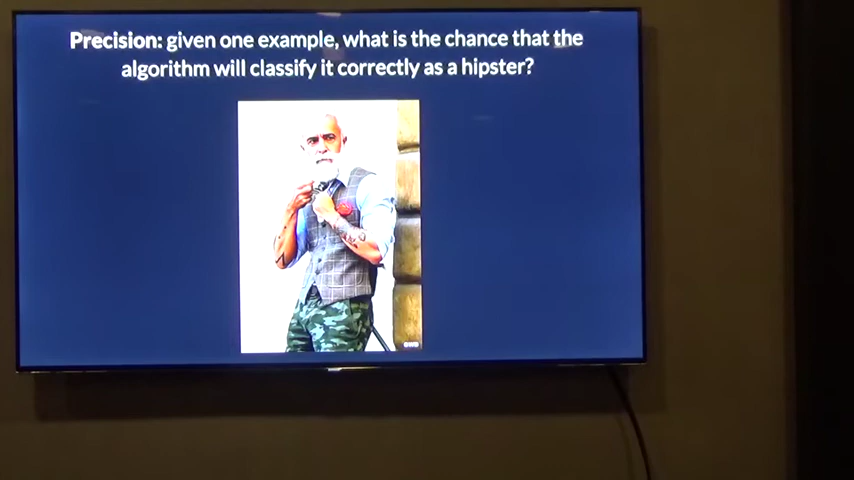 Precision: given one example, what is the chance that the
algorithm will classify it correctly as a hipster?